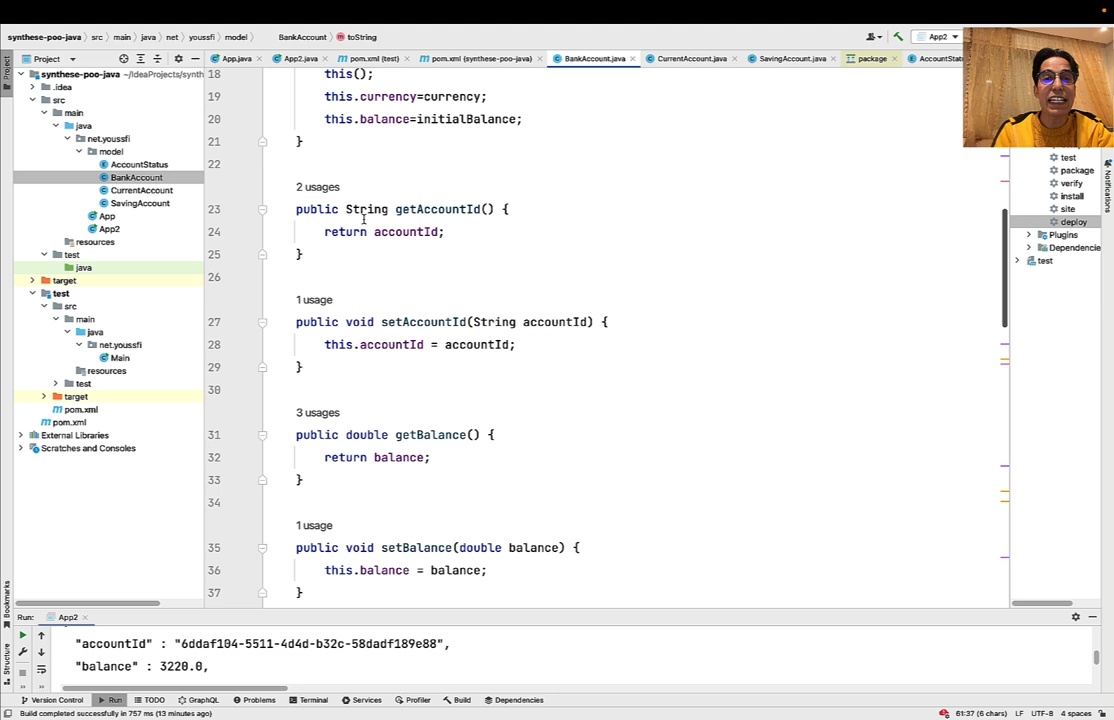 synthese-poo-java > src > main > java > net > youssfi > model > BankAccount > toString
App2
Project
App.java
App2.java
pom.xml (test)
pom.xml (synthese-poo-java)
BankAccount.java
CurrentAccount.java
SavingAccount.java
package
AccountStatu
synthese-poo-java ~/IdeaProjects/synth
.idea
src
main
java
net.youssfi
model
AccountStatus
BankAccount
CurrentAccount
SavingAccount
App
App2
resources
test
java
target
test
src
main
java
net.youssfi
Main
resources
test
target
pom.xml
pom.xml
External Libraries
Scratches and Consoles
18 this();
19 this.currency=currency;
20 this.balance=initialBalance;
21 }
22
2 usages
23 public String getAccountId() {
24 return accountId;
25 }
26
1 usage
27 public void setAccountId(String accountId) {
28 this.accountId = accountId;
29 }
30
3 usages
31 public double getBalance() {
32 return balance;
33 }
34
1 usage
35 public void setBalance(double balance) {
36 this.balance = balance;
37 }
test
package
verify
install
site
deploy
Plugins
Dependencie
test
Project
Bookmarks
Structure
Notifications
Run: App2
"accountId" : "6ddaf104-5511-4d4d-b32c-58dadf189e88",
"balance" : 3220.0,
Version Control
Run
TODO
GraphQL
Problems
Terminal
Services
Profiler
Build
Dependencies
Build completed successfully in 757 ms (13 minutes ago)
61:37 (6 chars) LF UTF-8 4 spaces